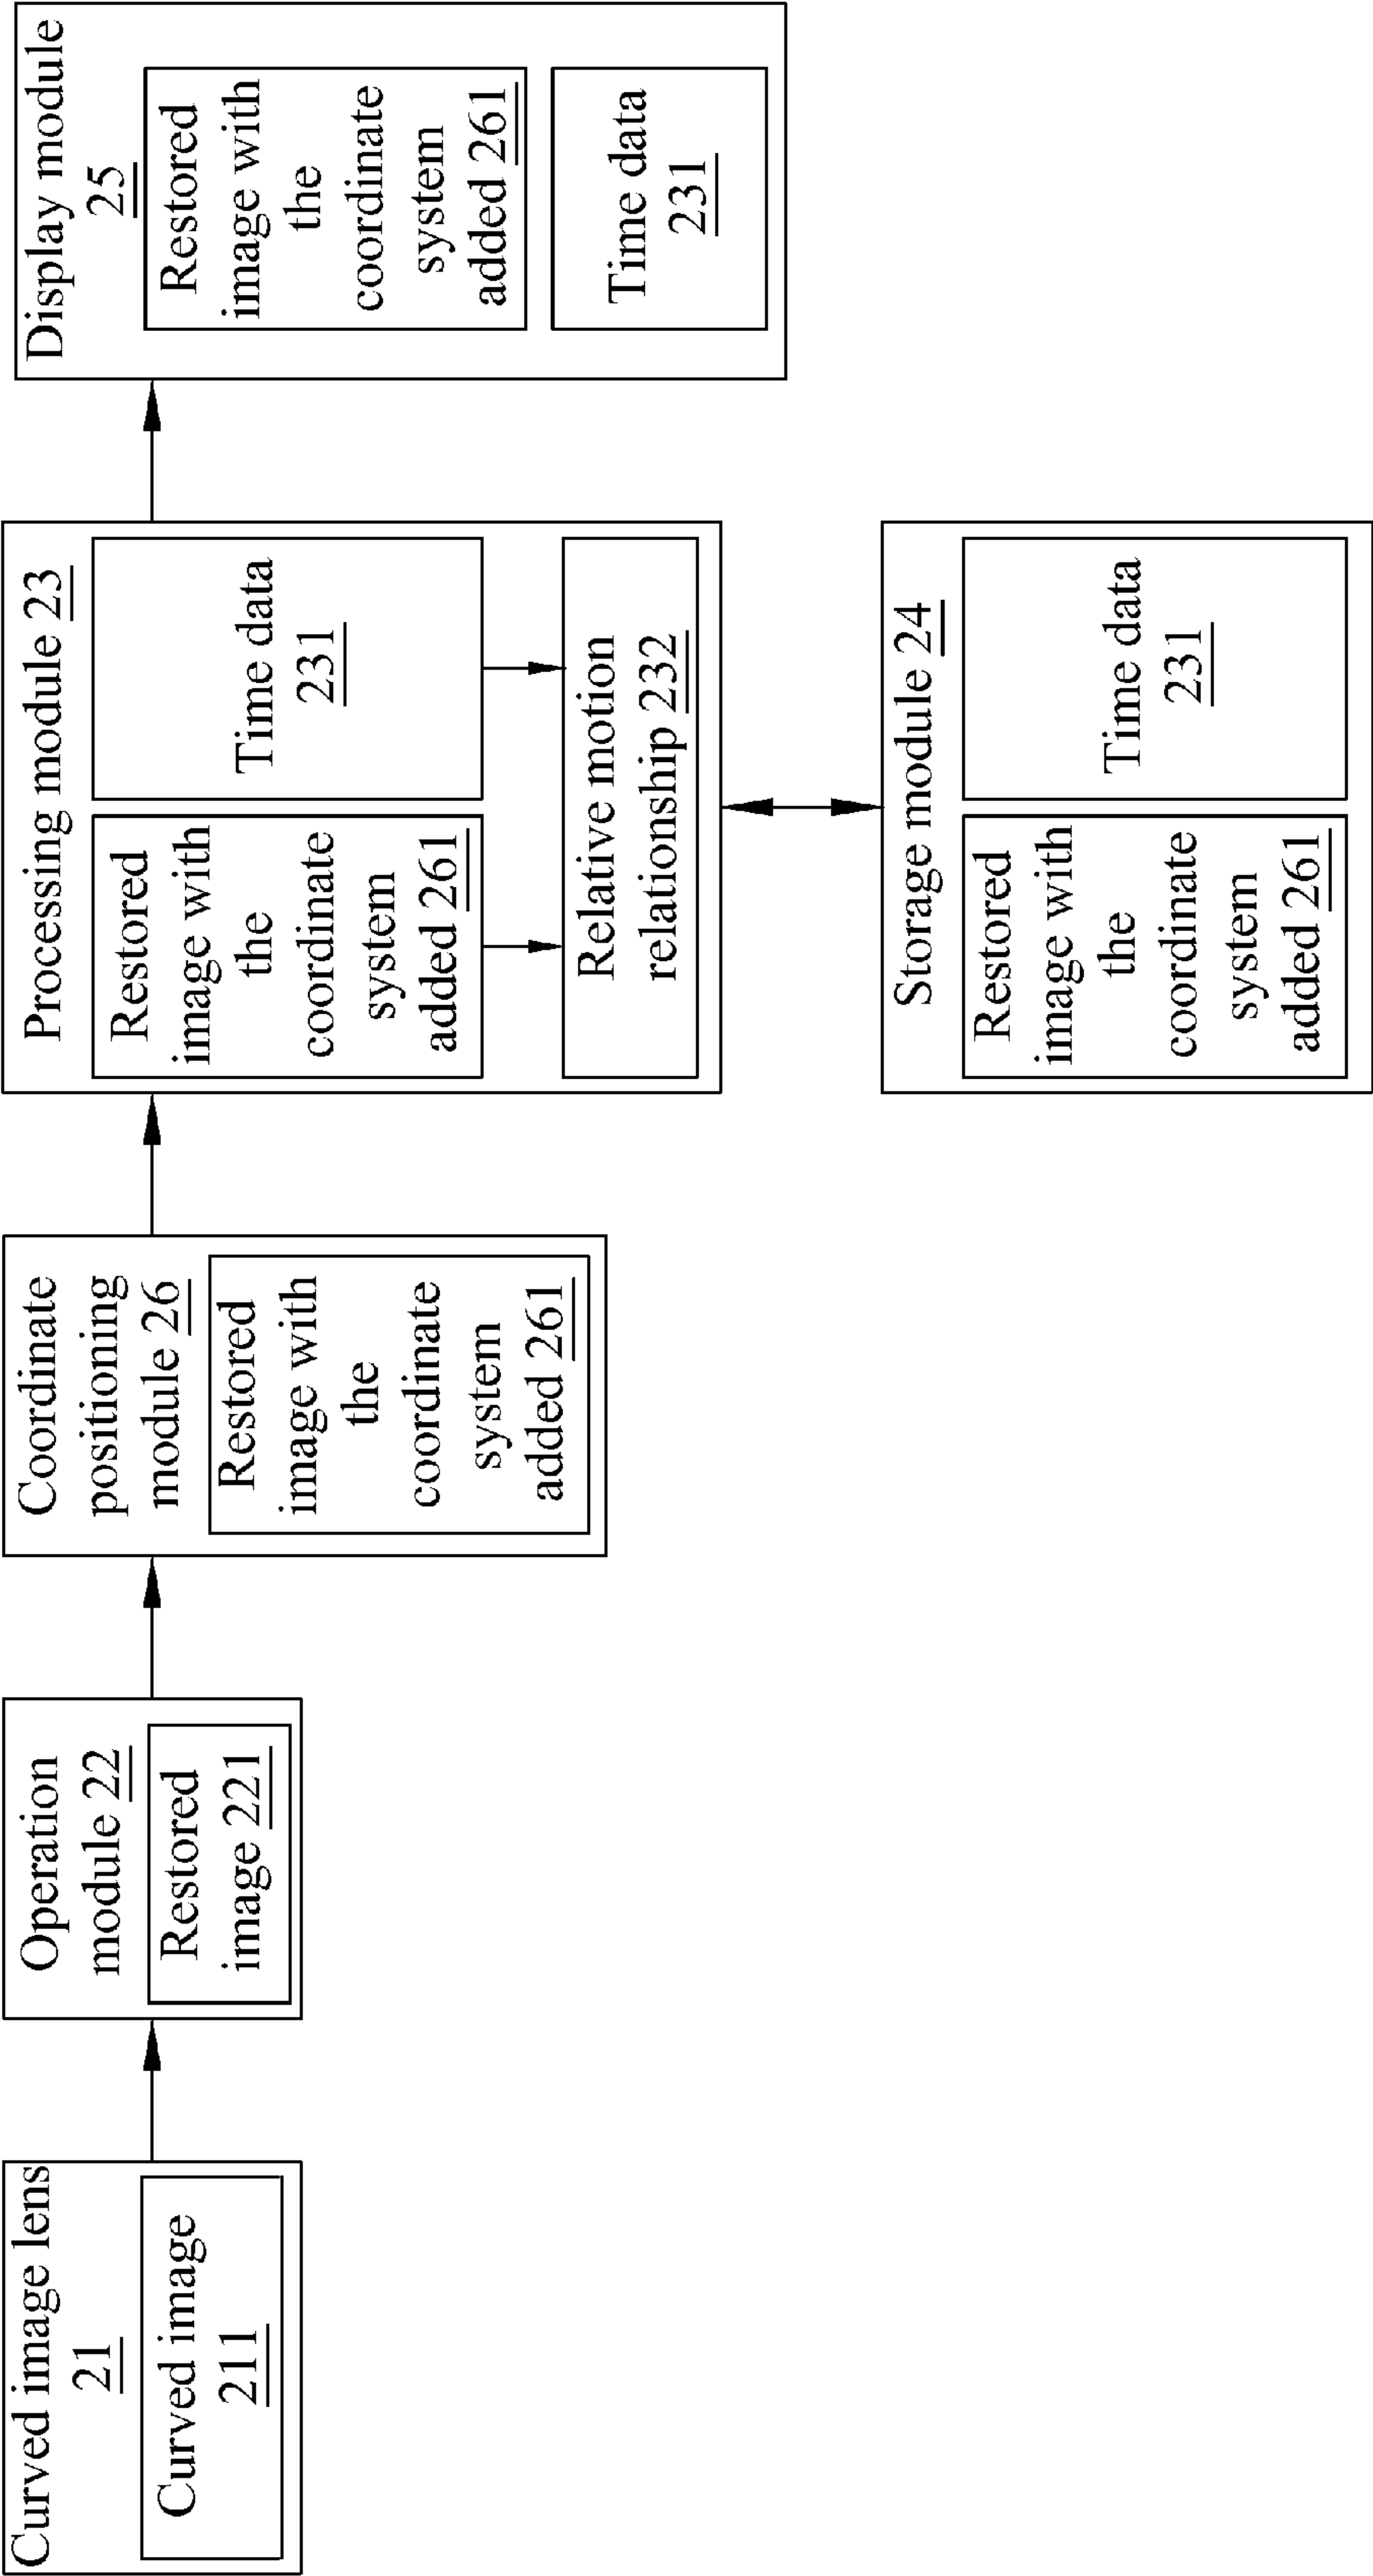 Curved image lens
21
Curved image
211
Operation
module 22
Restored
image 221
Coordinate
positioning
module 26
Restored
image with
the
coordinate
system
added 261
Processing module 23
Restored
image with
the
coordinate
system
added 261
Time data
231
Relative motion
relationship 232
Storage module 24
Restored
image with
the
coordinate
system
added 261
Time data
231
Display module
25
Restored
image with
the
coordinate
system
added 261
Time data
231